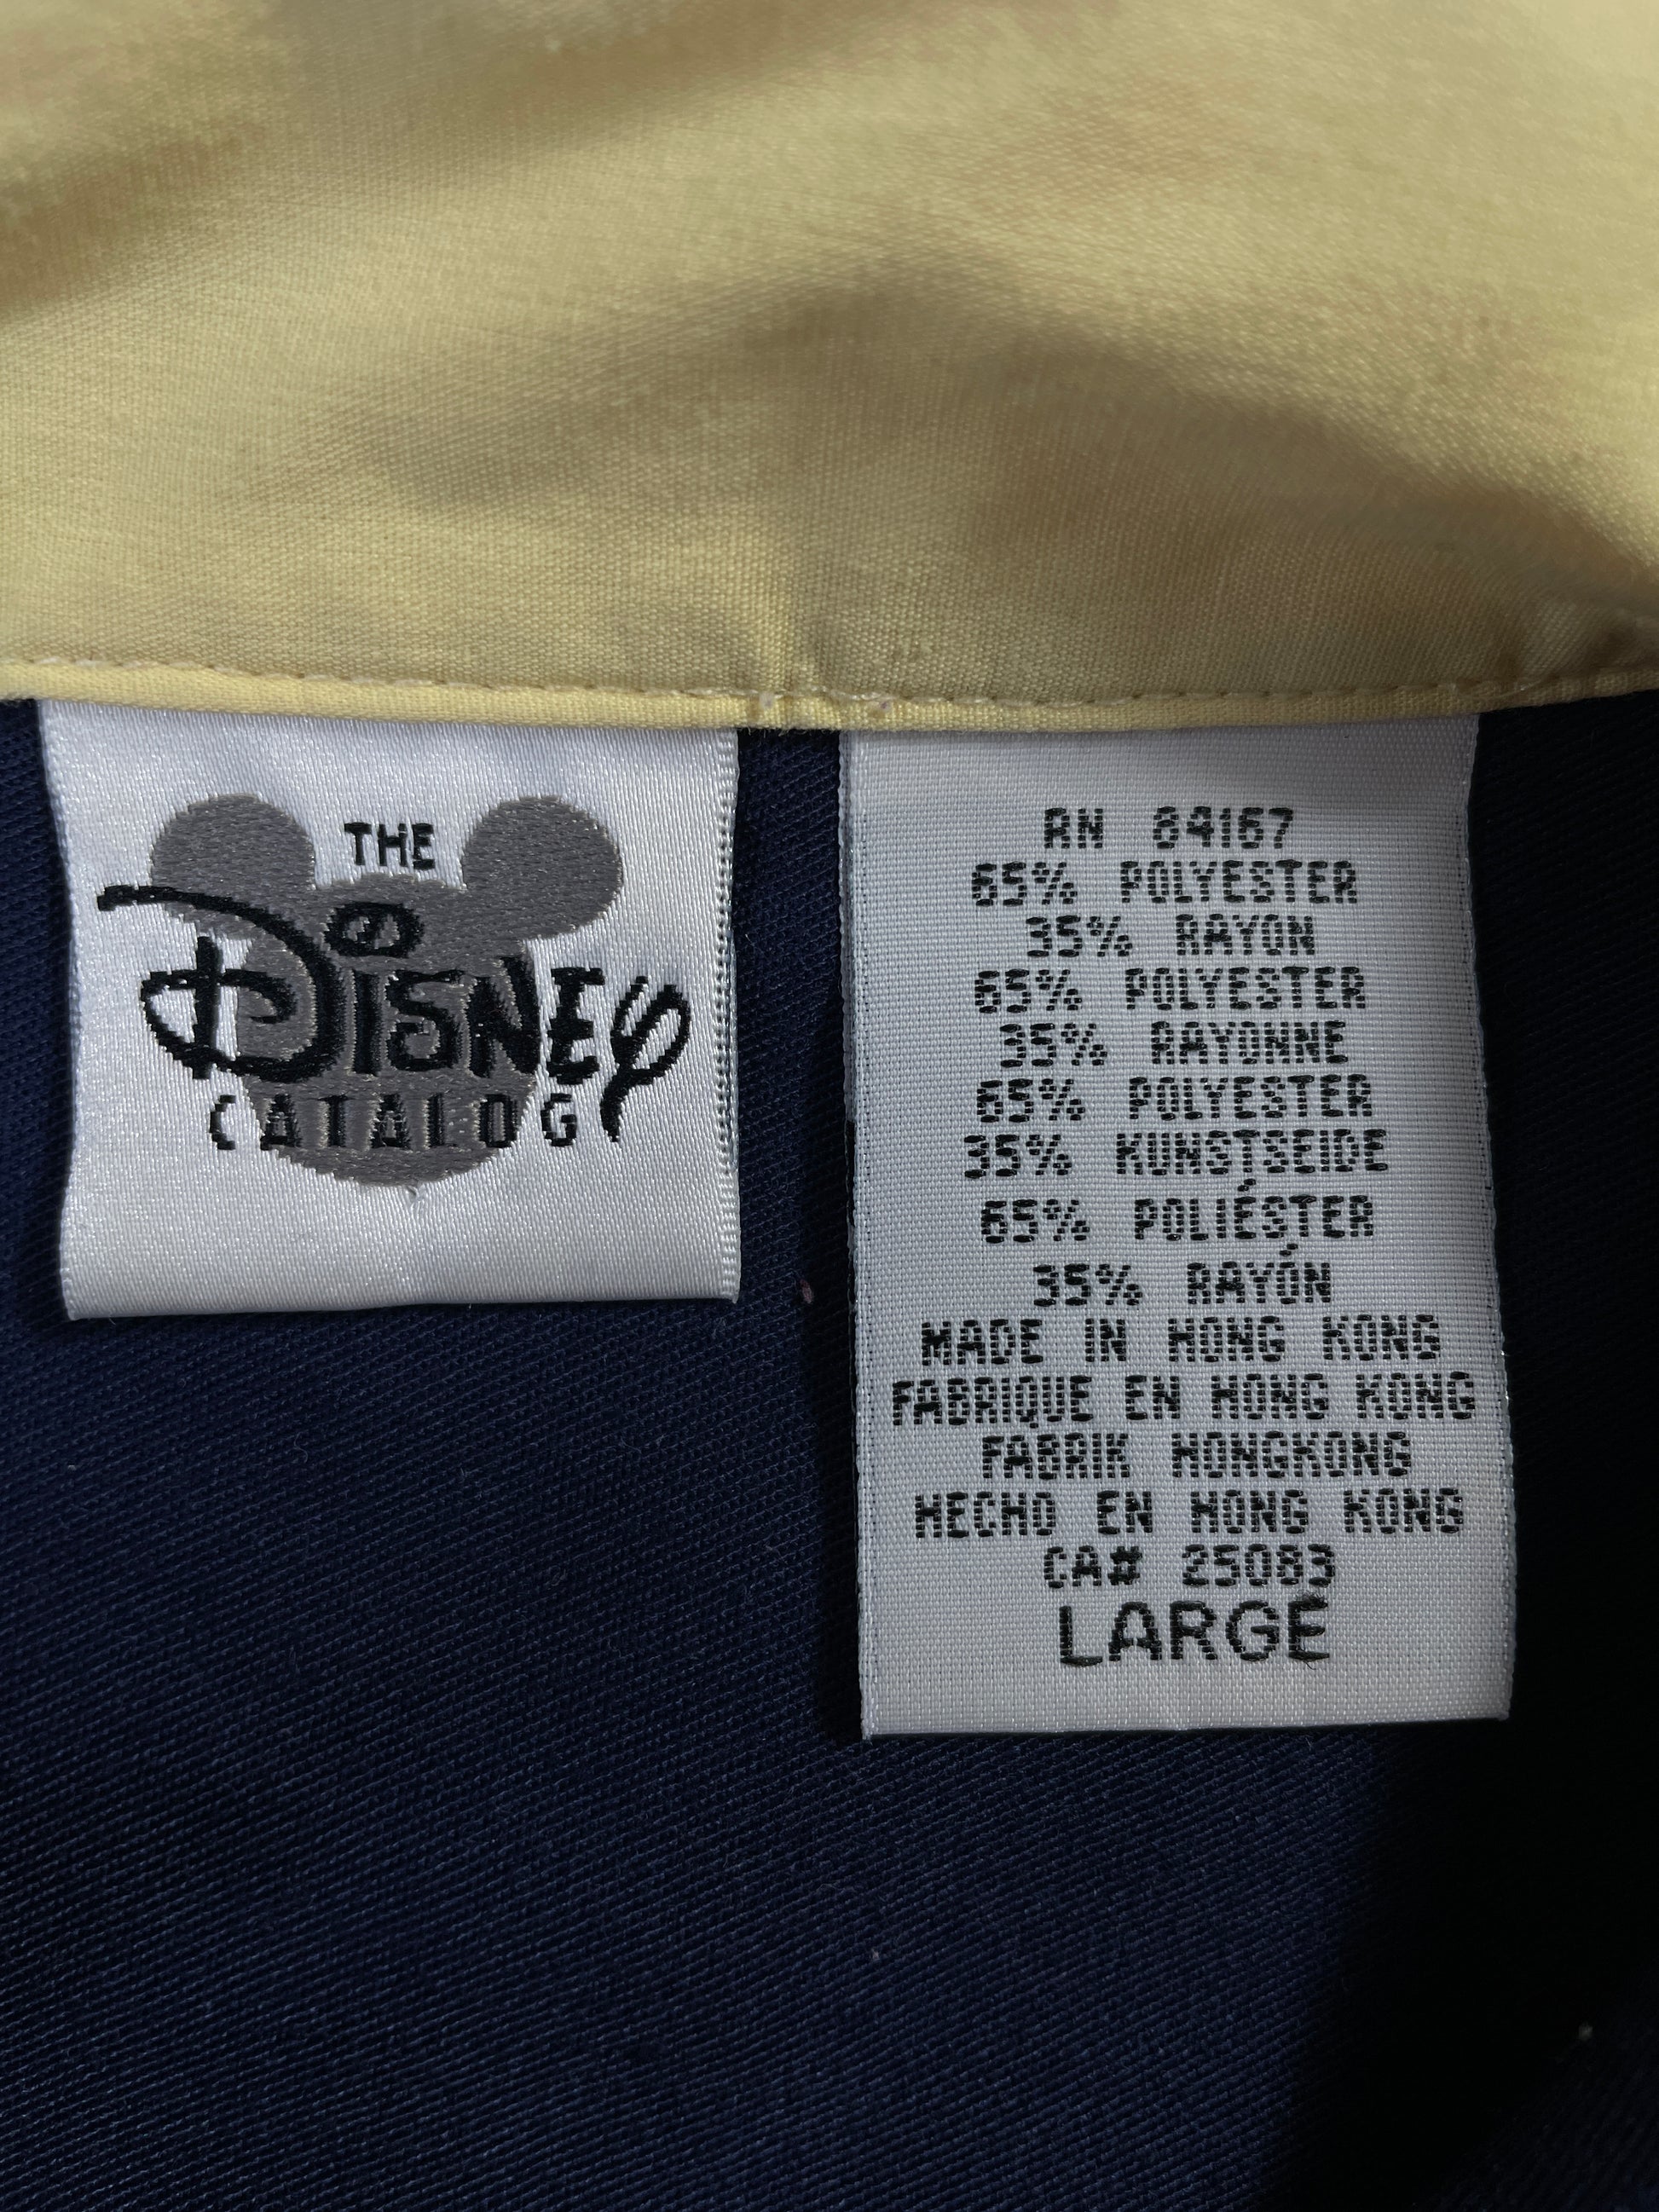 THE
DISNEY
CATALOG
RN 84167
65% POLYESTER
35% RAYON
65% POLYESTER
35% RAYONNE
65% POLYESTER
35% KUNSTSEIDE
65% POLIÉSTER
35% RAYÓN
MADE IN HONG KONG
FABRIQUE EN HONG KONG
FABRIK HONGKONG
HECHO EN HONG KONG
CA# 25083
LARGE